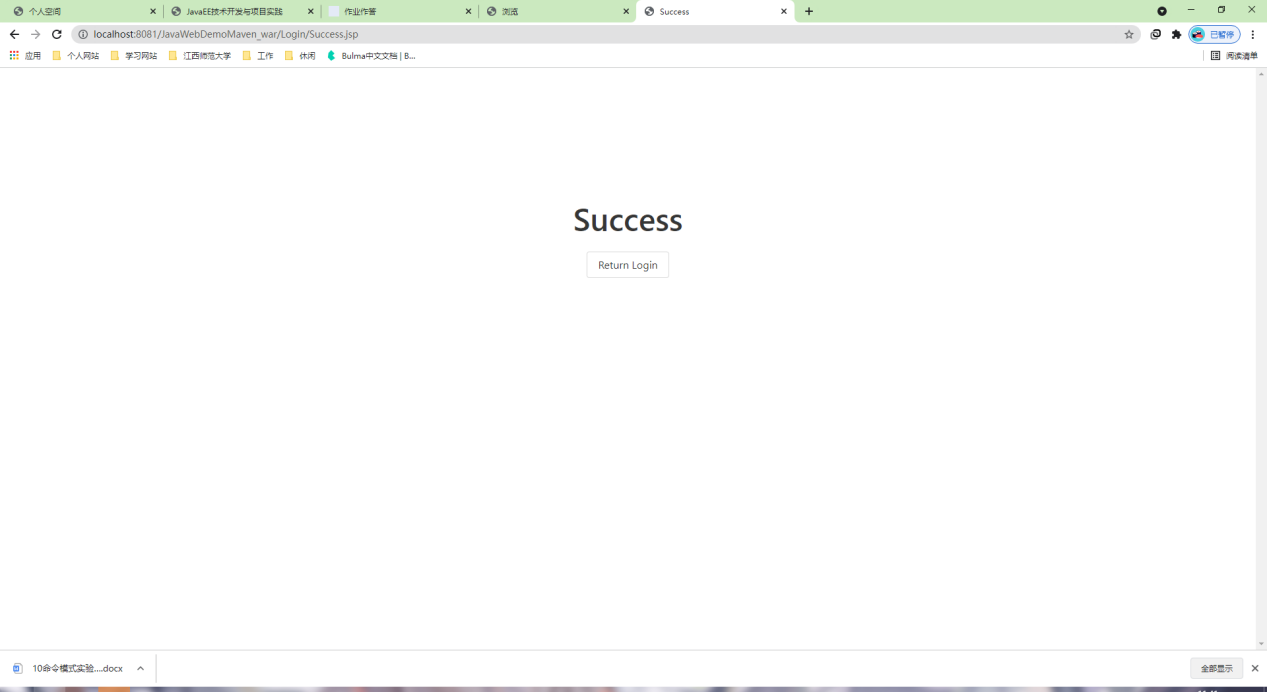 个人空间
JavaEE技术开发与项目实践
作业作答
浏览
Success
localhost:8081/JavaWebDemoMaven_war/Login/Success.jsp
已暂停
应用
个人网站
学习网站
江西师范大学
工作
休闲
Bulma中文文档 | B...
阅读清单
Success
Return Login
10命令模式实验....docx
全部显示